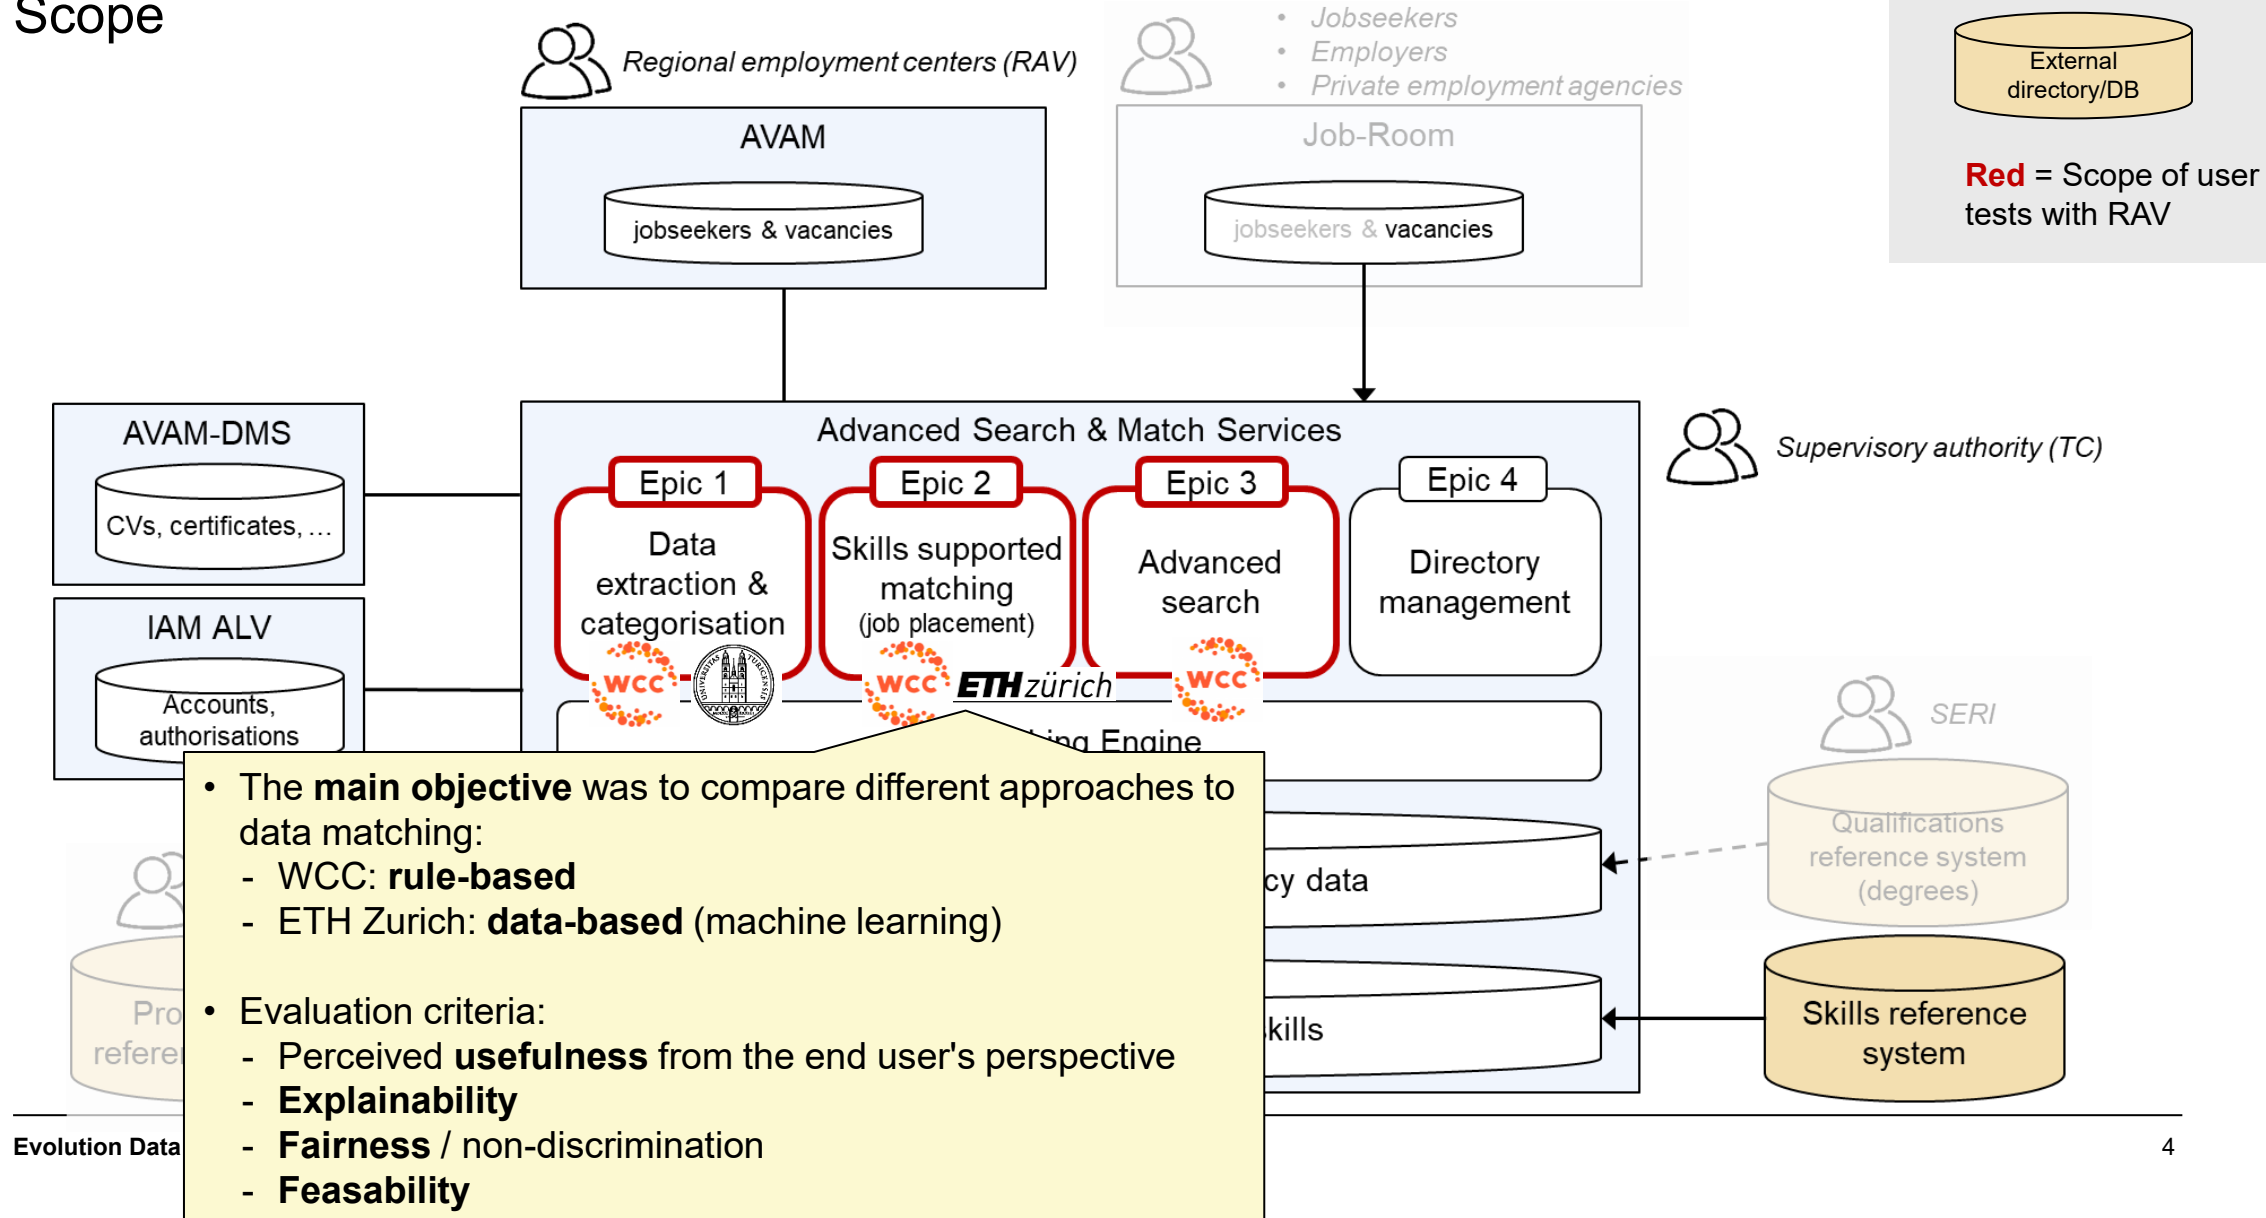 Scope
Regional employment centers (RAV)
• Jobseekers
• Employers
• Private employment agencies
External
directory/DB
Red = Scope of user
tests with RAV
AVAM
jobseekers & vacancies
Job-Room
jobseekers & vacancies
AVAM-DMS
CVs, certificates, …
IAM ALV
Accounts,
authorisations
Advanced Search & Match Services
Epic 1
Data
extraction &
categorisation
Epic 2
Skills supported
matching
(job placement)
Epic 3
Advanced
search
Epic 4
Directory
management
Supervisory authority (TC)
WCC
UNIVERSITAS TURICENSIS
WCC
ETH zürich
WCC
Engine
SERI
Qualifications
reference system
(degrees)
cy data
Skills reference
system
kills
Pro
refere
• The main objective was to compare different approaches to
data matching:
- WCC: rule-based
- ETH Zurich: data-based (machine learning)
• Evaluation criteria:
- Perceived usefulness from the end user's perspective
- Explainability
- Fairness / non-discrimination
- Feasability
Evolution Data
4